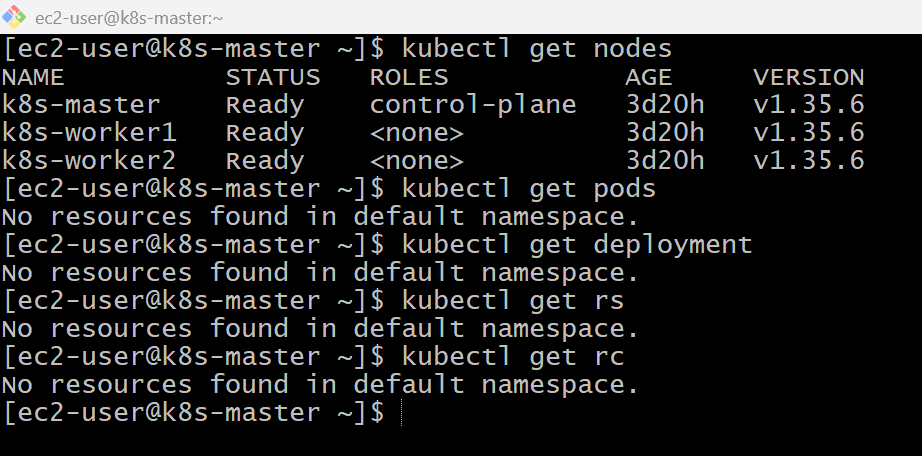 ec2-user@k8s-master:~
[ec2-user@k8s-master ~]$ kubectl get nodes
NAME          STATUS   ROLES           AGE     VERSION
k8s-master    Ready    control-plane   3d20h   v1.35.6
k8s-worker1   Ready    <none>          3d20h   v1.35.6
k8s-worker2   Ready    <none>          3d20h   v1.35.6
[ec2-user@k8s-master ~]$ kubectl get pods
No resources found in default namespace.
[ec2-user@k8s-master ~]$ kubectl get deployment
No resources found in default namespace.
[ec2-user@k8s-master ~]$ kubectl get rs
No resources found in default namespace.
[ec2-user@k8s-master ~]$ kubectl get rc
No resources found in default namespace.
[ec2-user@k8s-master ~]$